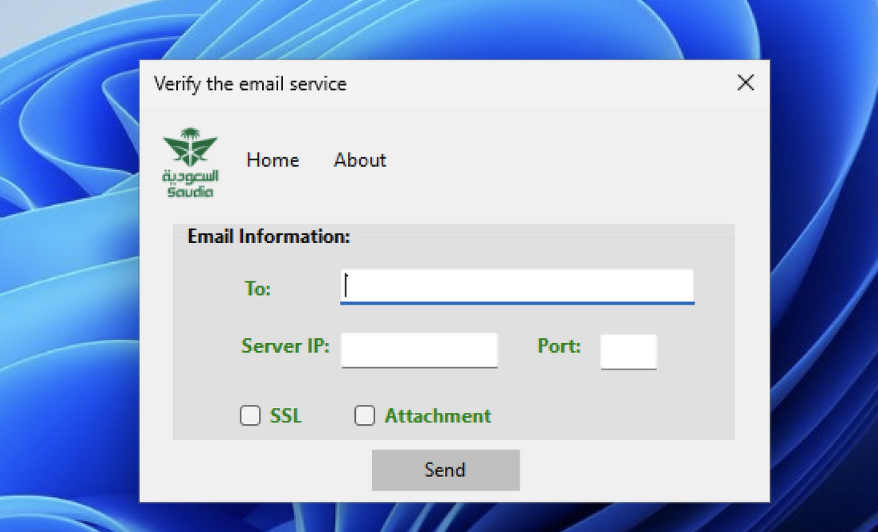 Verify the email service
السعودية
Saudia
Home About
Email Information:
To:
Server IP: Port:
SSL Attachment
Send